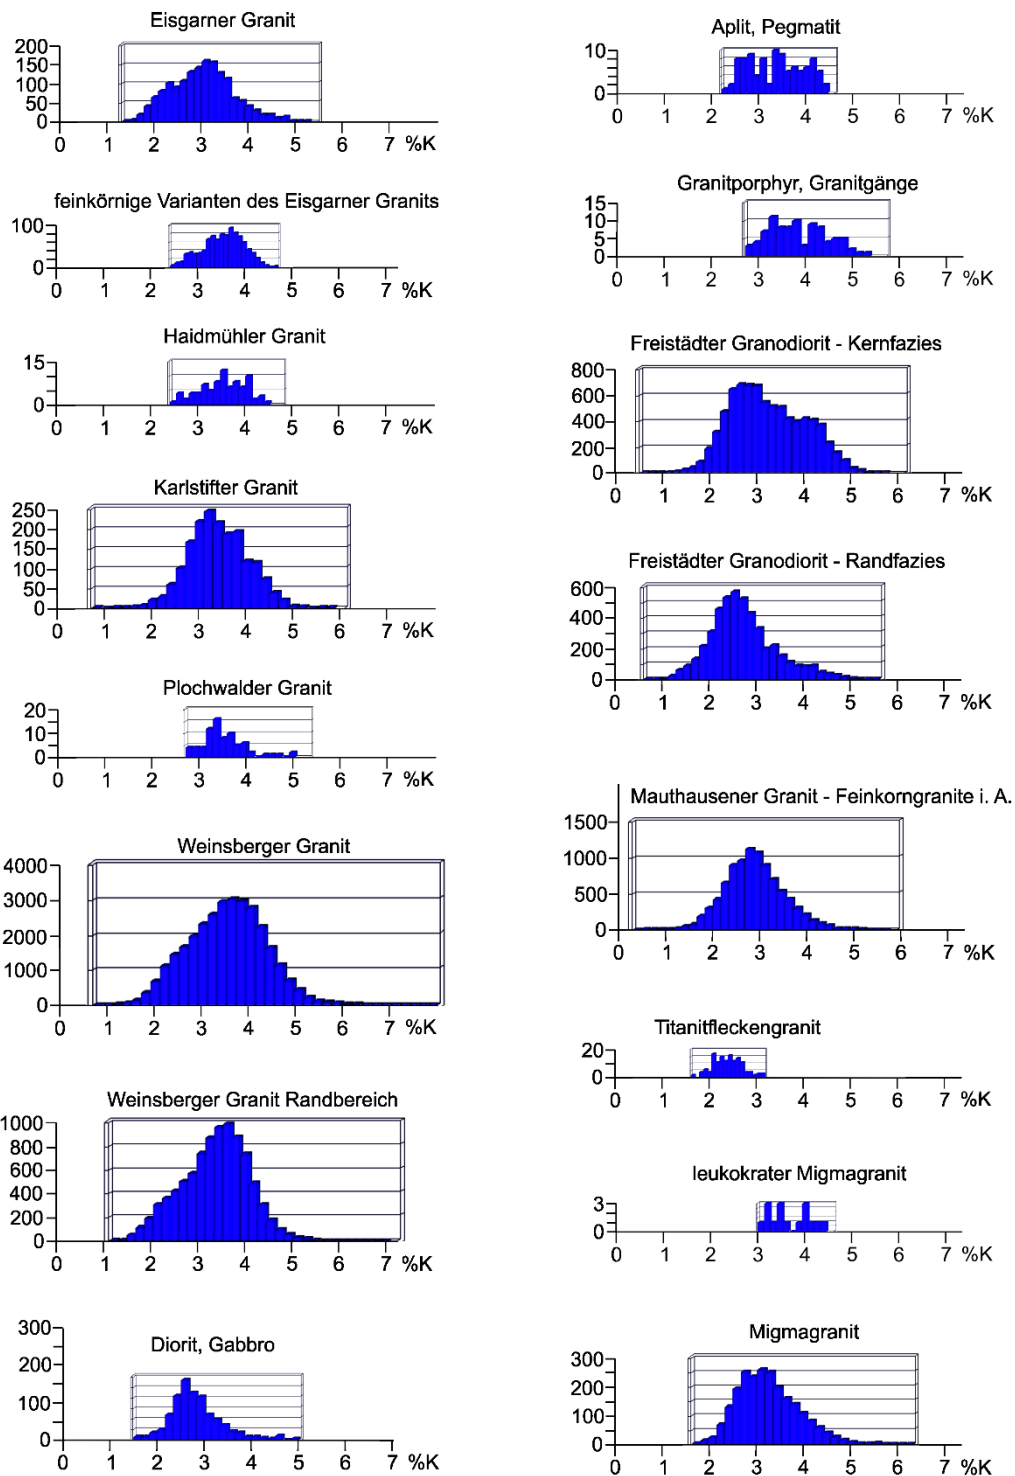 Eisgarner Granit
200
150
100
50
0
0 1 2 3 4 5 6 7 %K
feinkörnige Varianten des Eisgarner Granits
100
0
0 1 2 3 4 5 6 7 %K
Haidmühler Granit
15
0
0 1 2 3 4 5 6 7 %K
Karlstifter Granit
250
200
150
100
50
0
0 1 2 3 4 5 6 7 %K
Plochwalder Granit
20
10
0
0 1 2 3 4 5 6 7 %K
Weinsberger Granit
4000
3000
2000
1000
0
0 1 2 3 4 5 6 7 %K
Weinsberger Granit Randbereich
1000
800
600
400
200
0
0 1 2 3 4 5 6 7 %K
Diorit, Gabbro
300
200
100
0
0 1 2 3 4 5 6 7 %K
Aplit, Pegmatit
10
0
0 1 2 3 4 5 6 7 %K
Granitporphyr, Granitgänge
15
10
5
0
0 1 2 3 4 5 6 7 %K
Freistädter Granodiorit - Kernfazies
800
600
400
200
0
0 1 2 3 4 5 6 7 %K
Freistädter Granodiorit - Randfazies
600
400
200
0
0 1 2 3 4 5 6 7 %K
Mauthausener Granit - Feinkorngranite i. A.
1500
1000
500
0
0 1 2 3 4 5 6 7 %K
Titanitfleckengranit
20
0
0 1 2 3 4 5 6 7 %K
leukokrater Migmagranit
3
0
0 1 2 3 4 5 6 7 %K
Migmagranit
300
200
100
0
0 1 2 3 4 5 6 7 %K